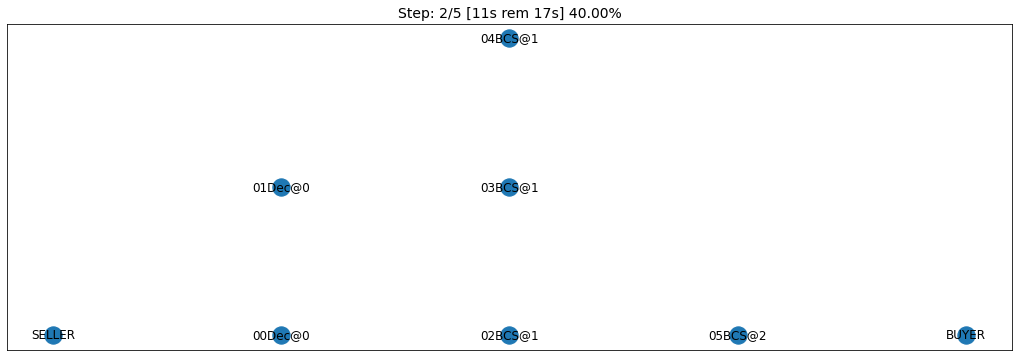 Step: 2/5 [11s rem 17s] 40.00%
04BCS@1
01Dec@0
03BCS@1
SELLER
00Dec@0
02BCS@1
05BCS@2
BUYER